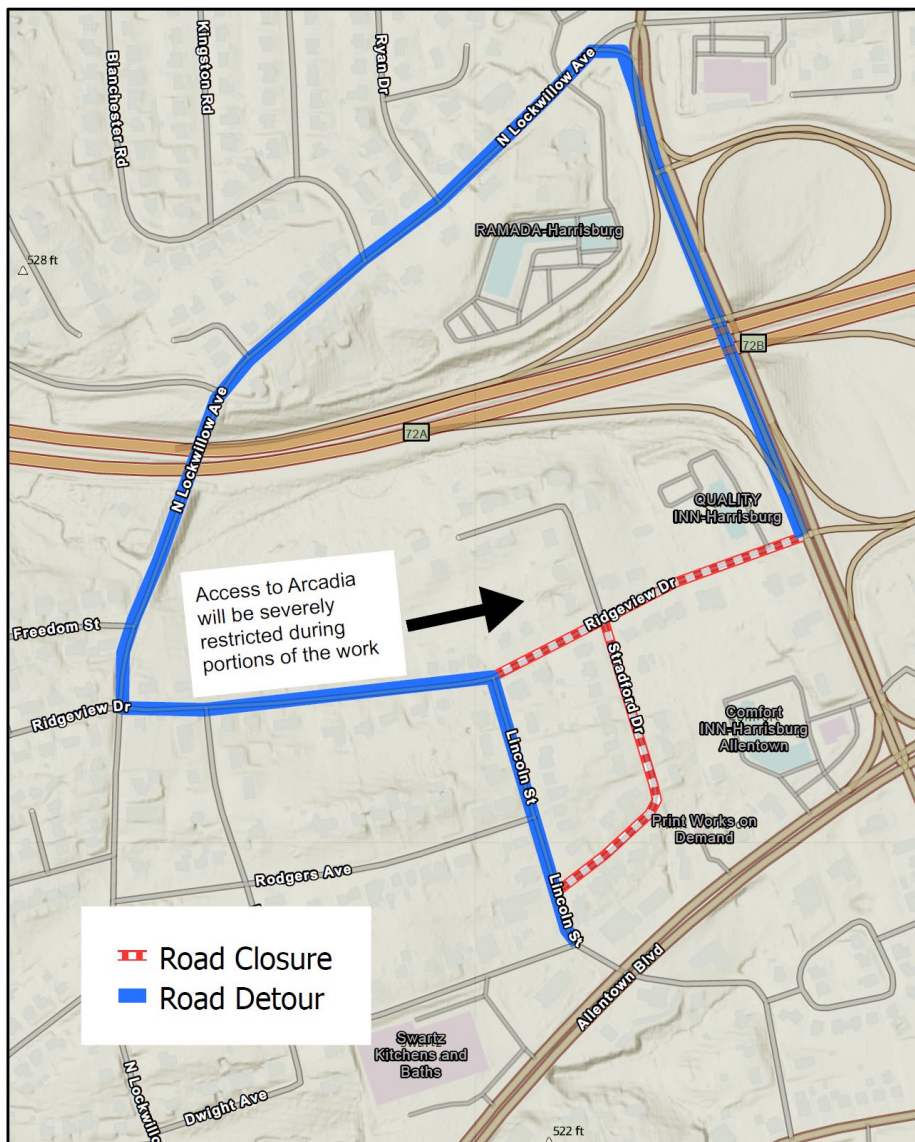 Blanchester Rd
Kingston Rd
Ryan Dr
N Lockwillow Ave
RAMADA-Harrisburg
528 ft
72B
N Lockwillow Ave
72A
QUALITY
INN-Harrisburg
Access to Arcadia
will be severely
restricted during
portions of the work
Ridgeview Dr
Freedom St
Stradford Dr
Ridgeview Dr
Comfort
INN-Harrisburg
Allentown
Lincoln St
Print Works on
Demand
Rodgers Ave
Lincoln St
Road Closure
Road Detour
Allentown Blvd
Swartz
Kitchens and
Baths
N Lockwillo
Dwight Ave
522 ft